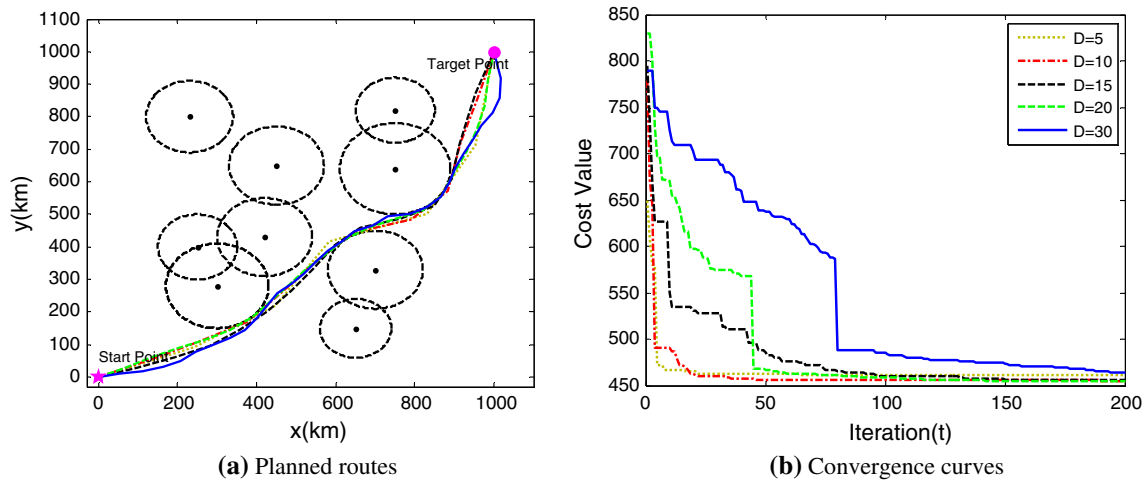 1100
1000
900
800
700
600
500
400
300
200
100
0
y(km)
Target Point
Start Point
0 200 400 600 800 1000
x(km)
(a) Planned routes
850
800
750
700
650
600
550
500
450
Cost Value
D=5
D=10
D=15
D=20
D=30
0 50 100 150 200
Iteration(t)
(b) Convergence curves